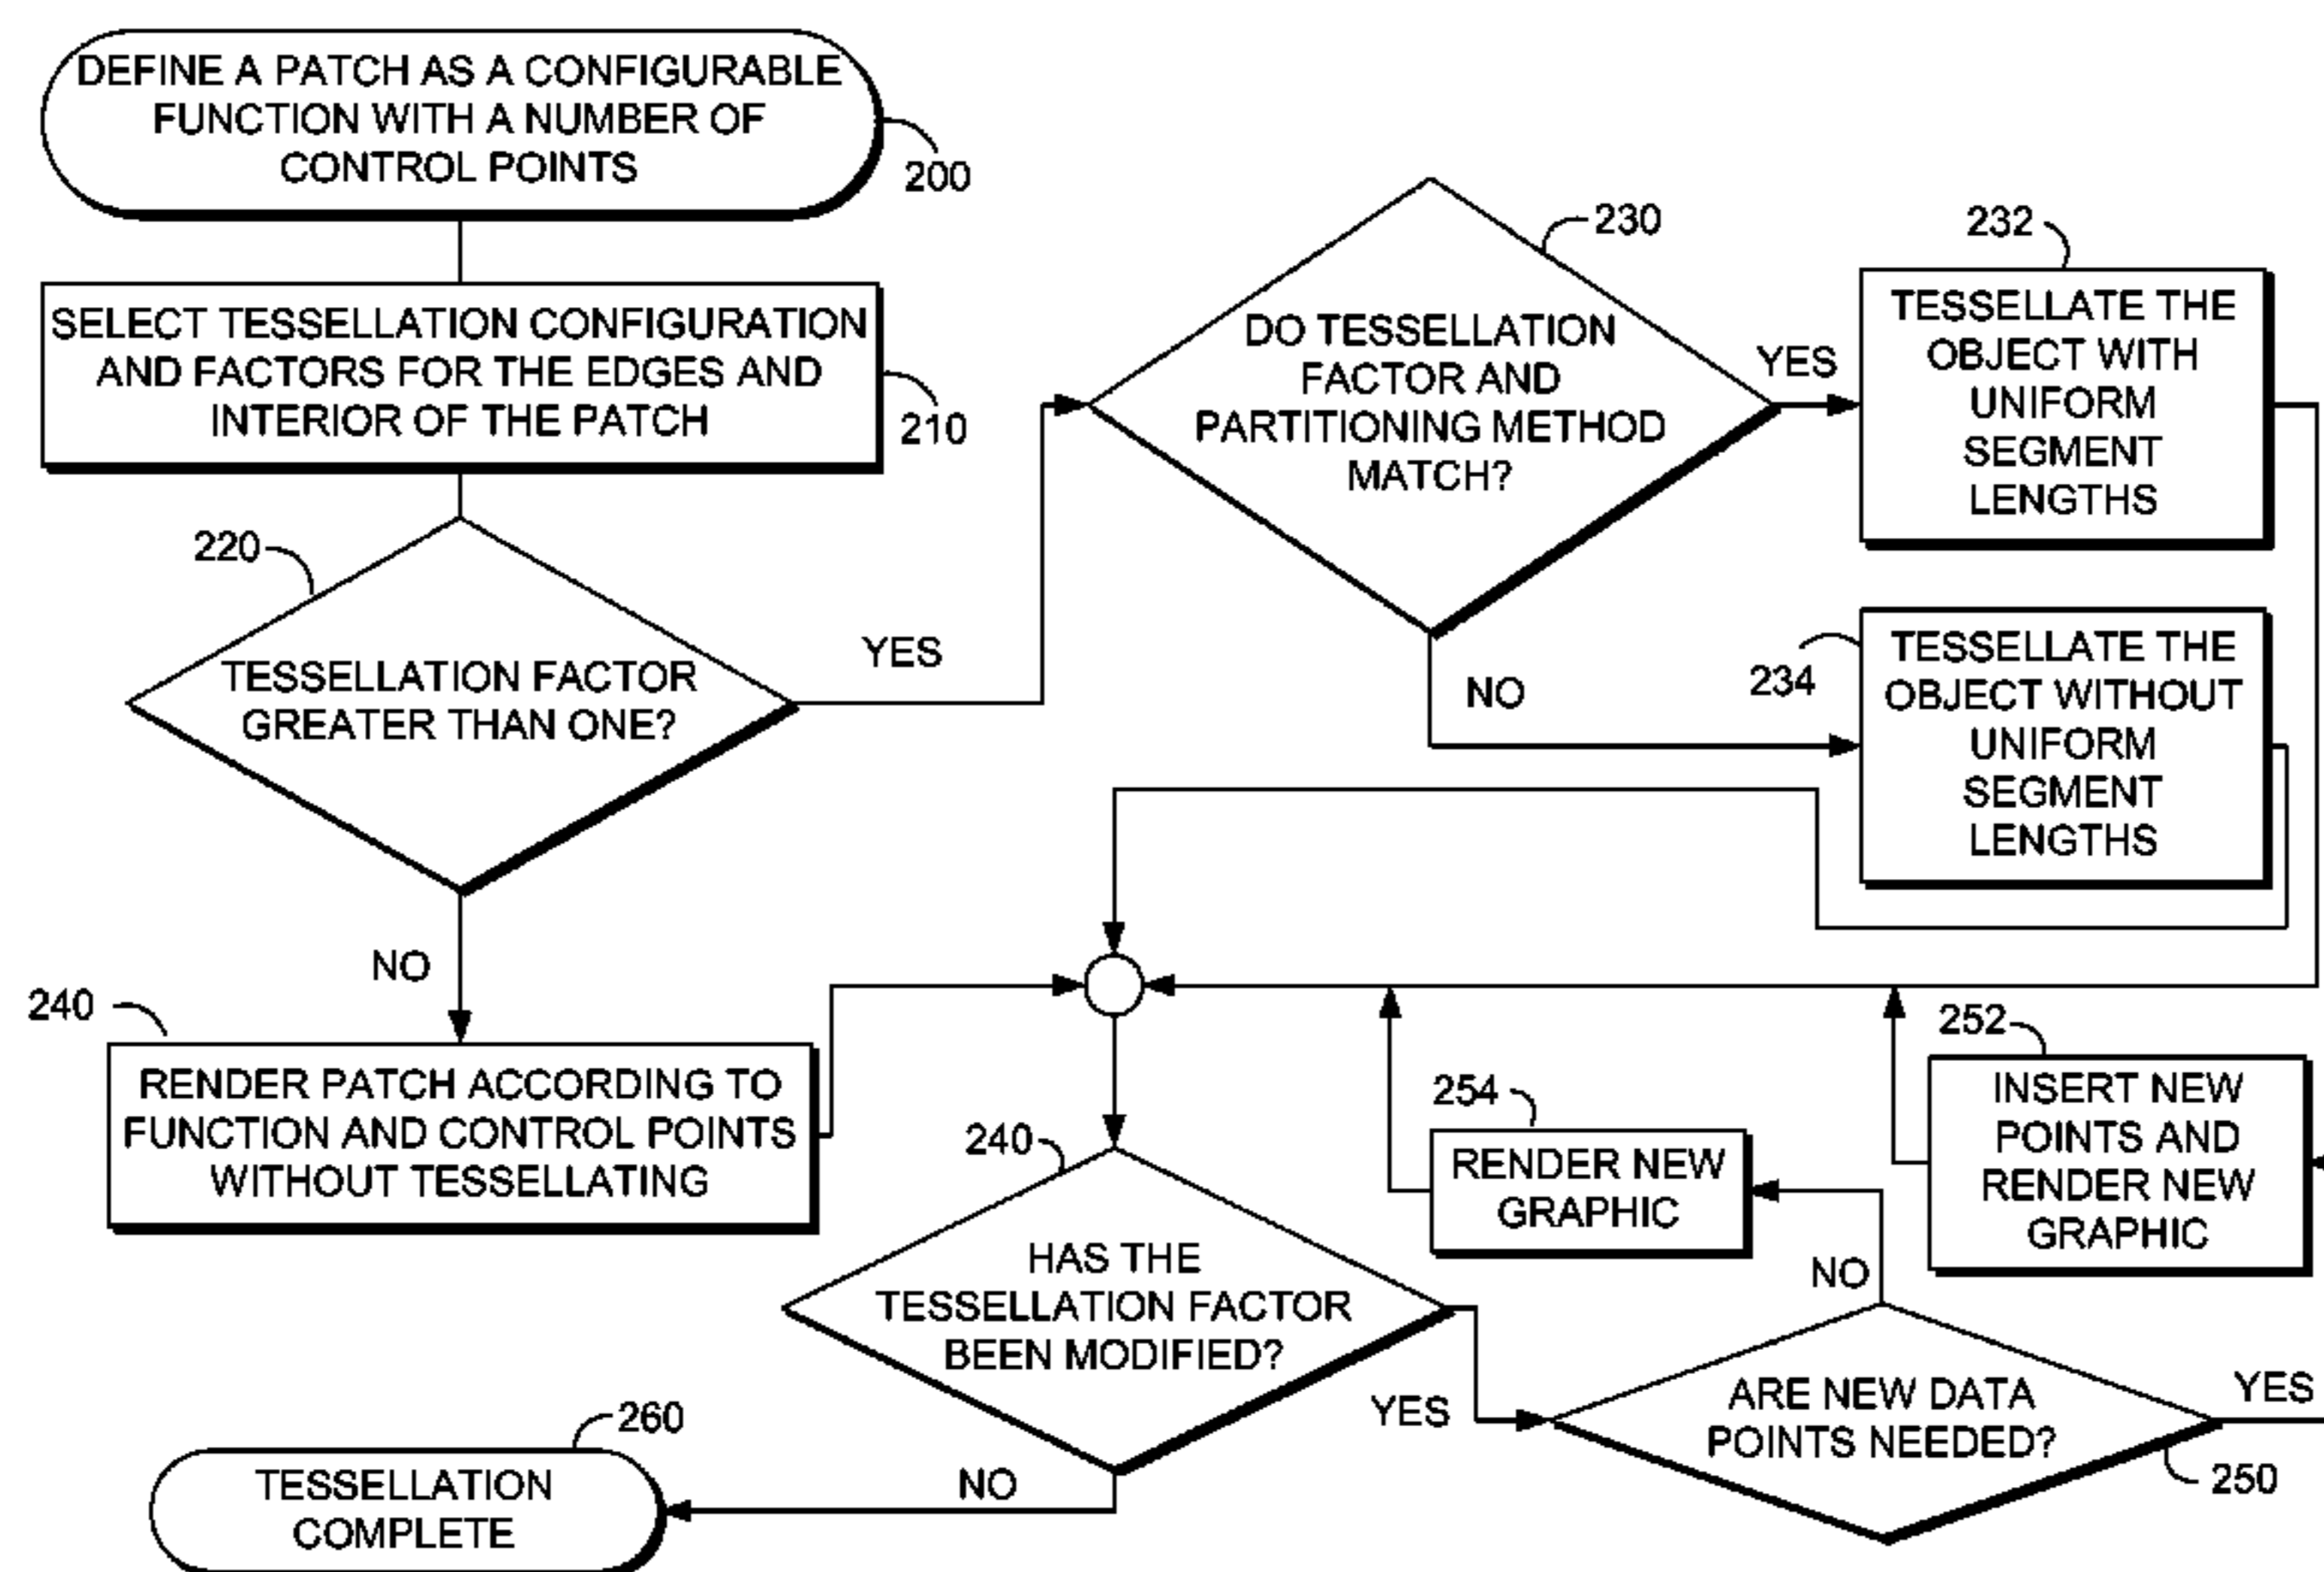 DEFINE A PATCH AS A CONFIGURABLE
FUNCTION WITH A NUMBER OF
CONTROL POINTS
200
SELECT TESSELLATION CONFIGURATION
AND FACTORS FOR THE EDGES AND
INTERIOR OF THE PATCH
210
220
TESSELLATION FACTOR
GREATER THAN ONE?
YES
NO
230
DO TESSELLATION
FACTOR AND
PARTITIONING METHOD
MATCH?
YES
NO
232
TESSELLATE THE
OBJECT WITH
UNIFORM
SEGMENT
LENGTHS
234
TESSELLATE THE
OBJECT WITHOUT
UNIFORM
SEGMENT
LENGTHS
240
RENDER PATCH ACCORDING TO
FUNCTION AND CONTROL POINTS
WITHOUT TESSELLATING
240
HAS THE
TESSELLATION FACTOR
BEEN MODIFIED?
YES
NO
254
RENDER NEW
GRAPHIC
252
INSERT NEW
POINTS AND
RENDER NEW
GRAPHIC
NO
ARE NEW DATA
POINTS NEEDED?
YES
250
260
TESSELLATION
COMPLETE